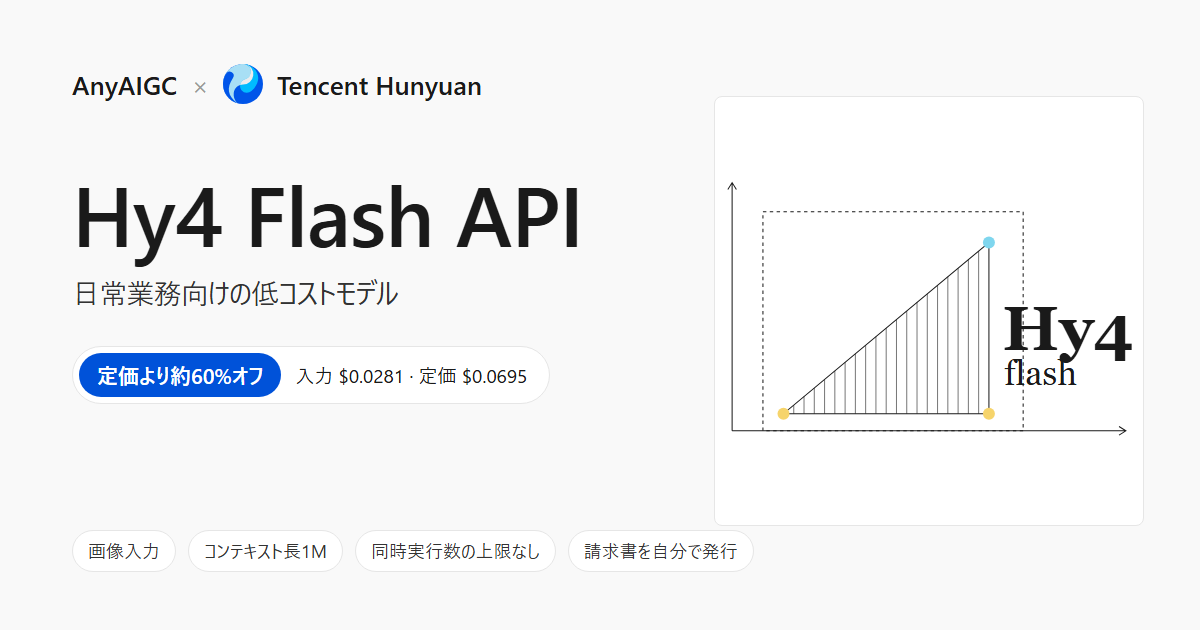 AnyAIGC × Tencent Hunyuan
Hy4 Flash API
日常業務向けの低コストモデル
定価より約60%オフ 入力 $0.0281 · 定価 $0.0695
Hy4
flash
画像入力 コンテキスト長1M 同時実行数の上限なし 請求書を自分で発行